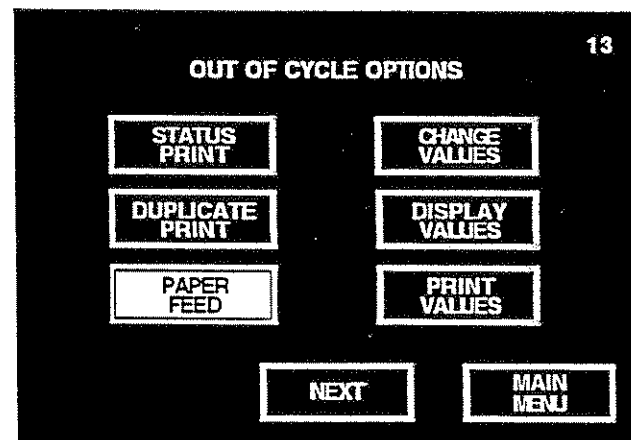 13
OUT OF CYCLE OPTIONS
STATUS
PRINT
CHANGE
VALUES
DUPLICATE
PRINT
DISPLAY
VALUES
PAPER
FEED
PRINT
VALUES
NEXT
MAIN
MENU